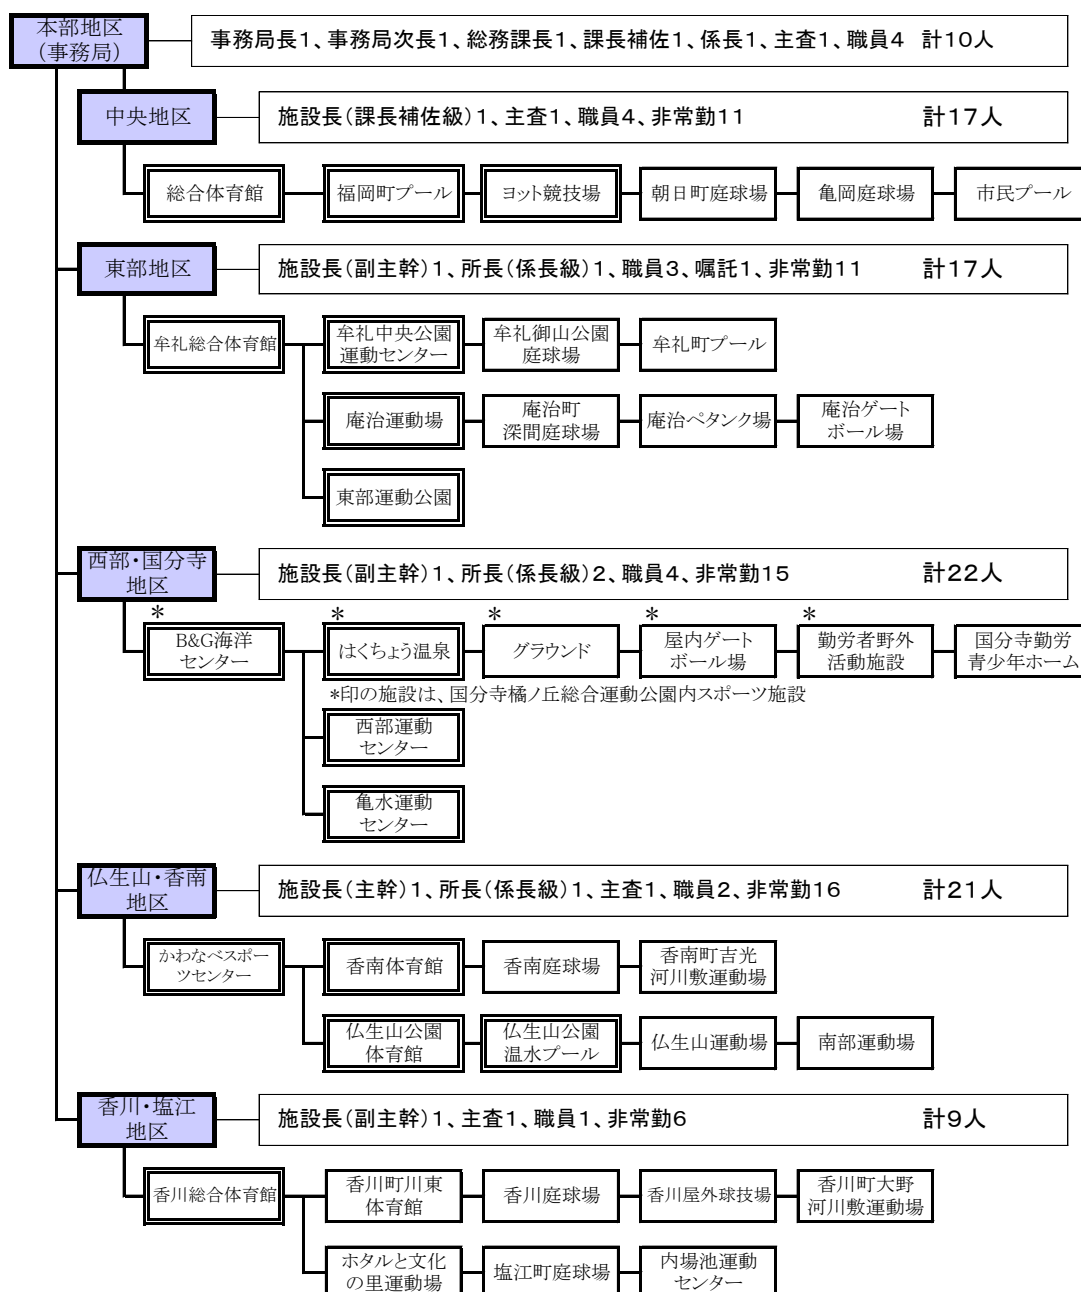 本部地区
(事務局)
事務局長1、事務局次長1、総務課長1、課長補佐1、係長1、主査1、職員4 計10人
中央地区
施設長(課長補佐級)1、主査1、職員4、非常勤11 計17人
総合体育館
福岡町プール
ヨット競技場
朝日町庭球場
亀岡庭球場
市民プール
東部地区
施設長(副主幹)1、所長(係長級)1、職員3、嘱託1、非常勤11 計17人
牟礼総合体育館
牟礼中央公園
運動センター
牟礼御山公園
庭球場
牟礼町プール
庵治運動場
庵治町
深間庭球場
庵治ペタンク場
庵治ゲート
ボール場
東部運動公園
西部・国分寺
地区
施設長(副主幹)1、所長(係長級)2、職員4、非常勤15 計22人
* * * * *
B&G海洋
センター
はくちょう温泉
グラウンド
屋内ゲート
ボール場
勤労者野外
活動施設
国分寺勤労
青少年ホーム
*印の施設は、国分寺橘ノ丘総合運動公園内スポーツ施設
西部運動
センター
亀水運動
センター
仏生山・香南
地区
施設長(主幹)1、所長(係長級)1、主査1、職員2、非常勤16 計21人
かわなべスポー
ツセンター
香南体育館
香南庭球場
香南町吉光
河川敷運動場
仏生山公園
体育館
仏生山公園
温水プール
仏生山運動場
南部運動場
香川・塩江
地区
施設長(副主幹)1、主査1、職員1、非常勤6 計9人
香川総合体育館
香川町川東
体育館
香川庭球場
香川屋外球技場
香川町大野
河川敷運動場
ホタルと文化
の里運動場
塩江町庭球場
内場池運動
センター